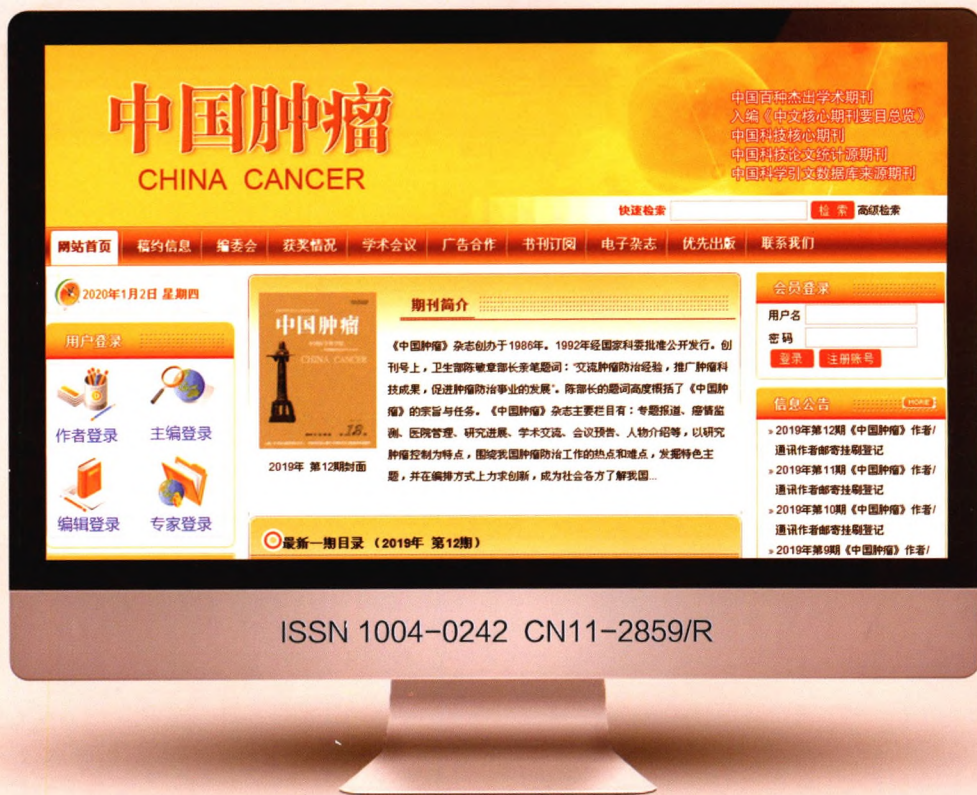 中国肿瘤
CHINA CANCER
中国百种杰出学术期刊
入编《中文核心期刊要目总览》
中国科技核心期刊
中国科技论文统计源期刊
中国科学引文数据库来源期刊
快速检索 检 索 高级检索
网站首页 稿约信息 编委会 获奖情况 学术会议 广告合作 书刊订阅 电子杂志 优先出版 联系我们
2020年1月2日 星期四
用户登录
作者登录 主编登录
编辑登录 专家登录
中国肿瘤
CHINA CANCER
2019年 第12期封面
期刊简介
《中国肿瘤》杂志创办于1986年。1992年经国家科委批准公开发行。创
刊号上，卫生部陈敏章部长亲笔题词：“交流肿瘤防治经验，推广肿瘤科
技成果，促进肿瘤防治事业的发展”。陈部长的题词高度概括了《中国肿
瘤》的宗旨与任务。《中国肿瘤》杂志主要栏目有：专题报道、癌情监
测、医院管理、研究进展、学术交流、会议预告、人物介绍等，以研究
肿瘤控制为特点，围绕我国肿瘤防治工作的热点和难点，发掘特色主
题，并在编排方式上力求创新，成为社会各方了解我国...
最新一期目录 （2019年 第12期）
会员登录
用户名
密码
登录 注册账号
信息公告 MORE
» 2019年第12期《中国肿瘤》作者/
通讯作者邮寄挂刷登记
» 2019年第11期《中国肿瘤》作者/
通讯作者邮寄挂刷登记
» 2019年第10期《中国肿瘤》作者/
通讯作者邮寄挂刷登记
» 2019年第9期《中国肿瘤》作者/
ISSN 1004-0242 CN11-2859/R